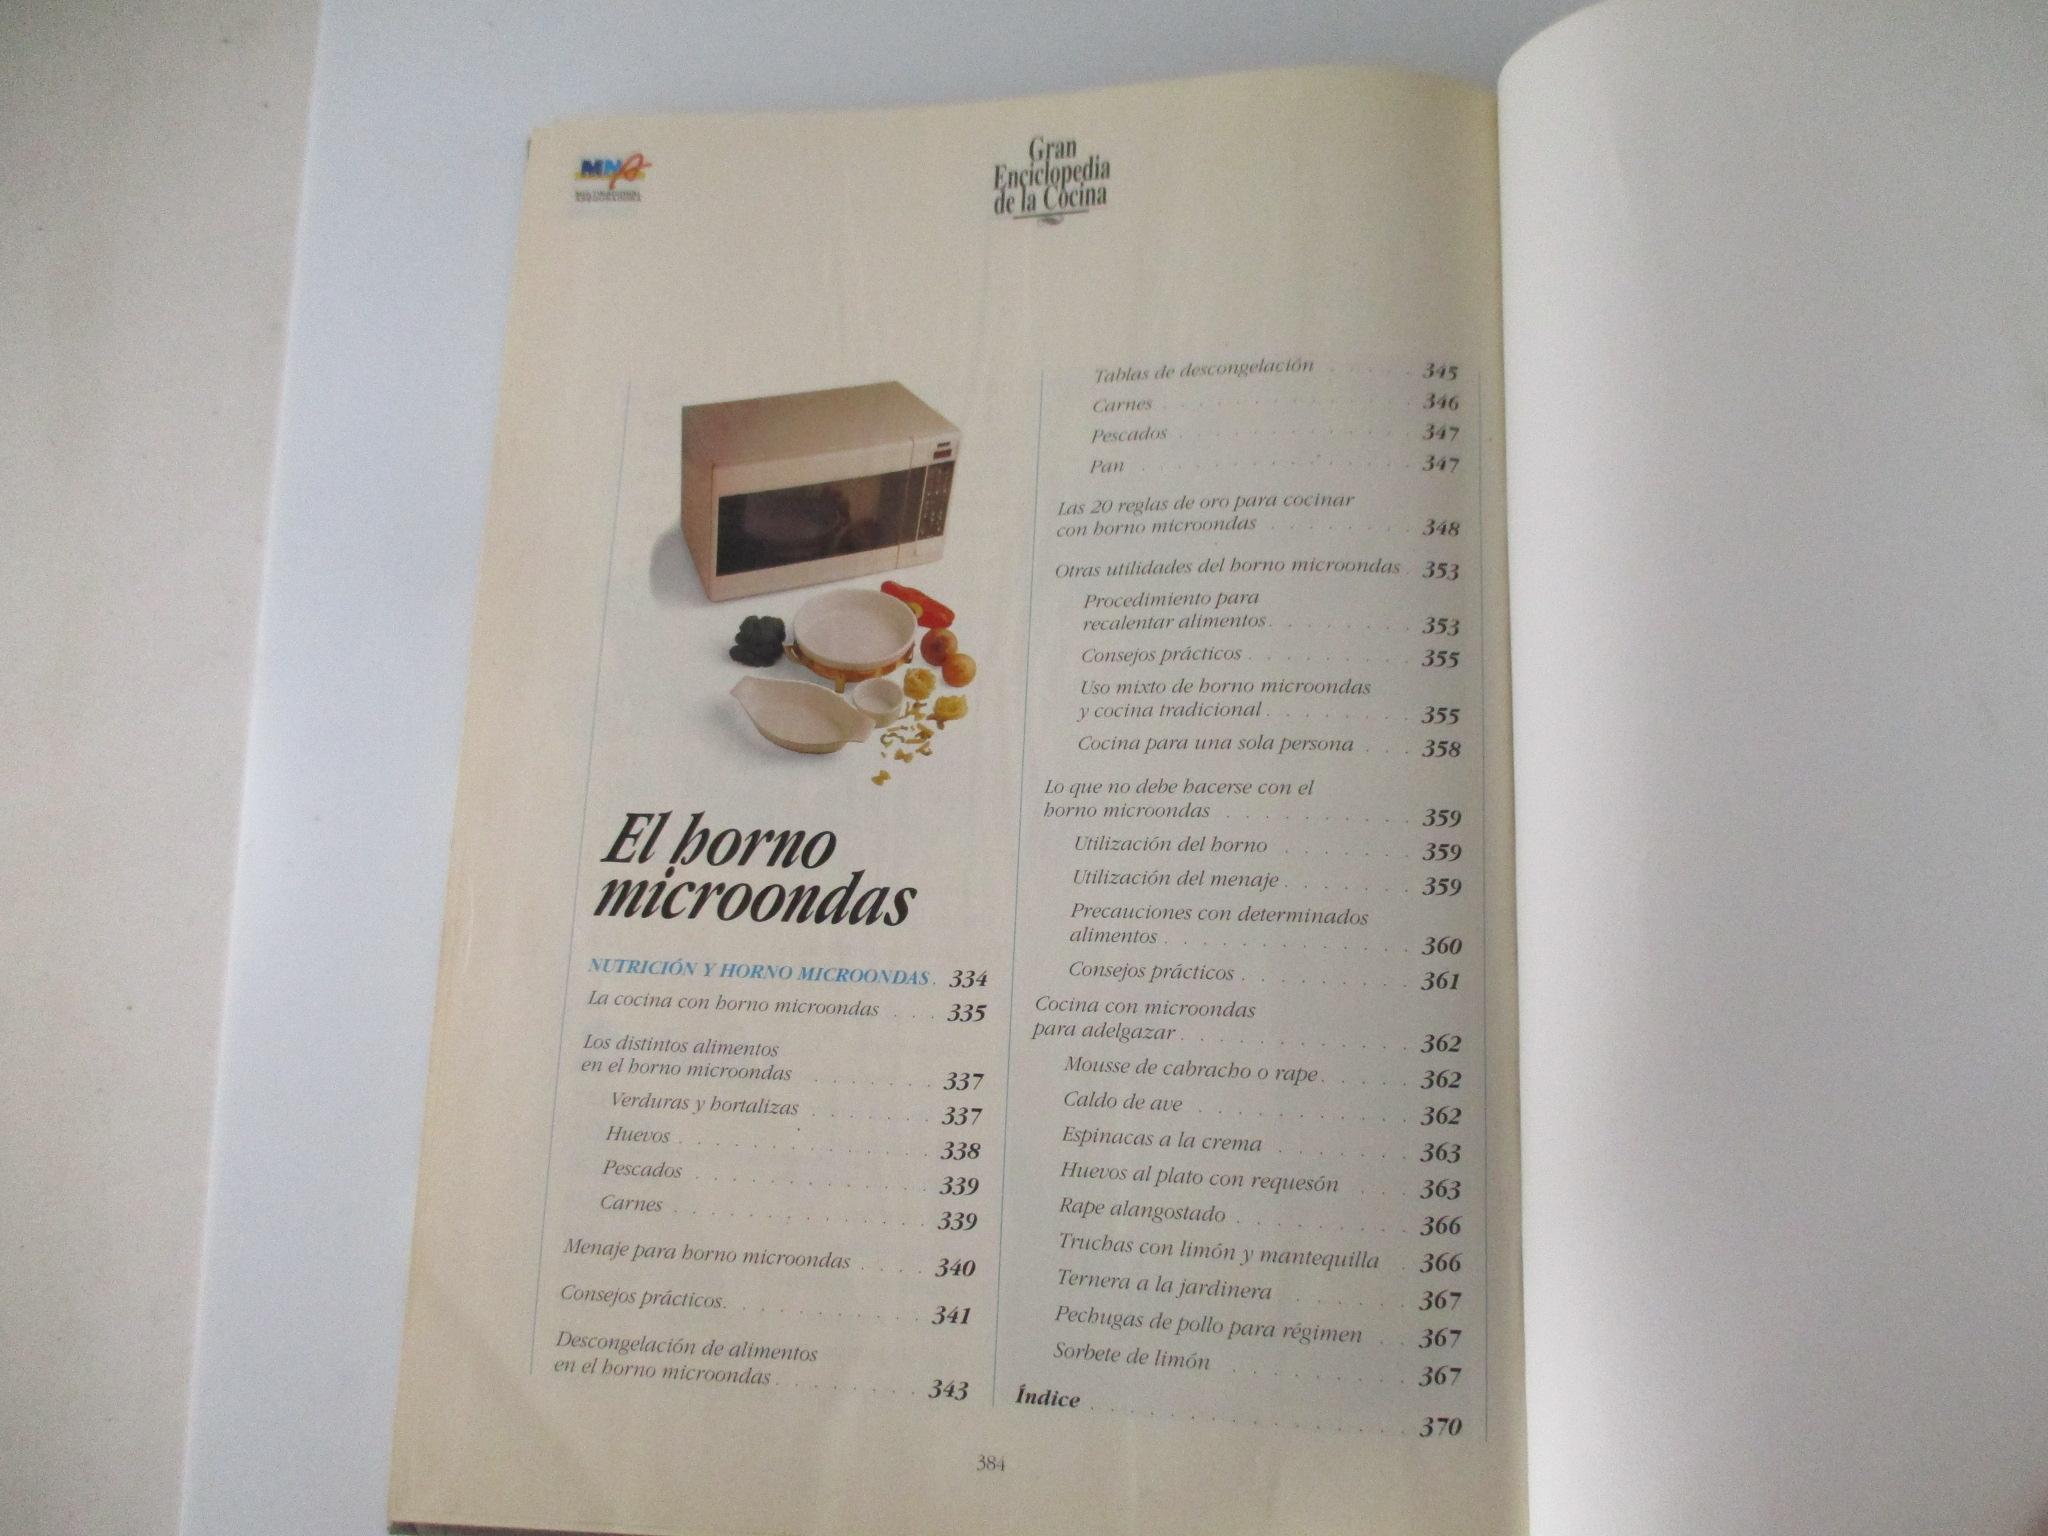 MNA
Gran
Enciclopedia
de la Cocina
El horno
microondas
NUTRICIÓN Y HORNO MICROONDAS. 334
La cocina con horno microondas . . . 335
Los distintos alimentos
en el horno microondas . . . . . . . 337
Verduras y hortalizas . . . . . . . 337
Huevos . . . . . . . . . . . . . 338
Pescados . . . . . . . . . . . . 339
Carnes . . . . . . . . . . . . . 339
Menaje para horno microondas . . . . 340
Consejos prácticos. . . . . . . . . . 341
Descongelación de alimentos
en el horno microondas . . . . . . . . 343
Tablas de descongelación . . . . . 345
Carnes . . . . . . . . . . . . . 346
Pescados . . . . . . . . . . . . 347
Pan . . . . . . . . . . . . . . 347
Las 20 reglas de oro para cocinar
con horno microondas . . . . . . . . 348
Otras utilidades del horno microondas . 353
Procedimiento para
recalentar alimentos. . . . . . . . 353
Consejos prácticos . . . . . . . . . 355
Uso mixto de horno microondas
y cocina tradicional . . . . . . . . 355
Cocina para una sola persona . . . 358
Lo que no debe hacerse con el
horno microondas . . . . . . . . . . 359
Utilización del horno . . . . . . . 359
Utilización del menaje . . . . . . . 359
Precauciones con determinados
alimentos . . . . . . . . . . . . . 360
Consejos prácticos . . . . . . . . . 361
Cocina con microondas
para adelgazar . . . . . . . . . . . . 362
Mousse de cabracho o rape. . . . . 362
Caldo de ave . . . . . . . . . . . 362
Espinacas a la crema . . . . . . . 363
Huevos al plato con requesón . . . 363
Rape alangostado . . . . . . . . . 366
Truchas con limón y mantequilla . 366
Ternera a la jardinera . . . . . . 367
Pechugas de pollo para régimen . . 367
Sorbete de limón . . . . . . . . . 367
Índice . . . . . . . . . . . . . . . . 370
384